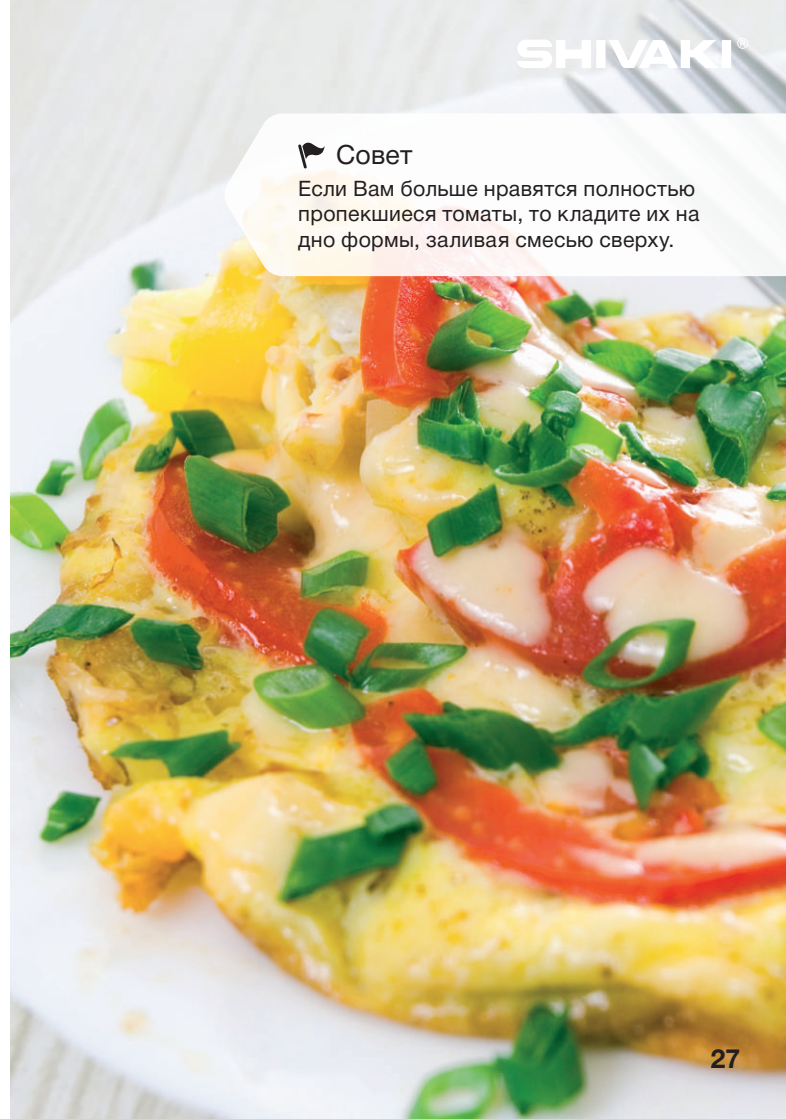 SHIVAKI®
Совет
Если Вам больше нравятся полностью
пропекшиеся томаты, то кладите их на
дно формы, заливая смесью сверху.
27